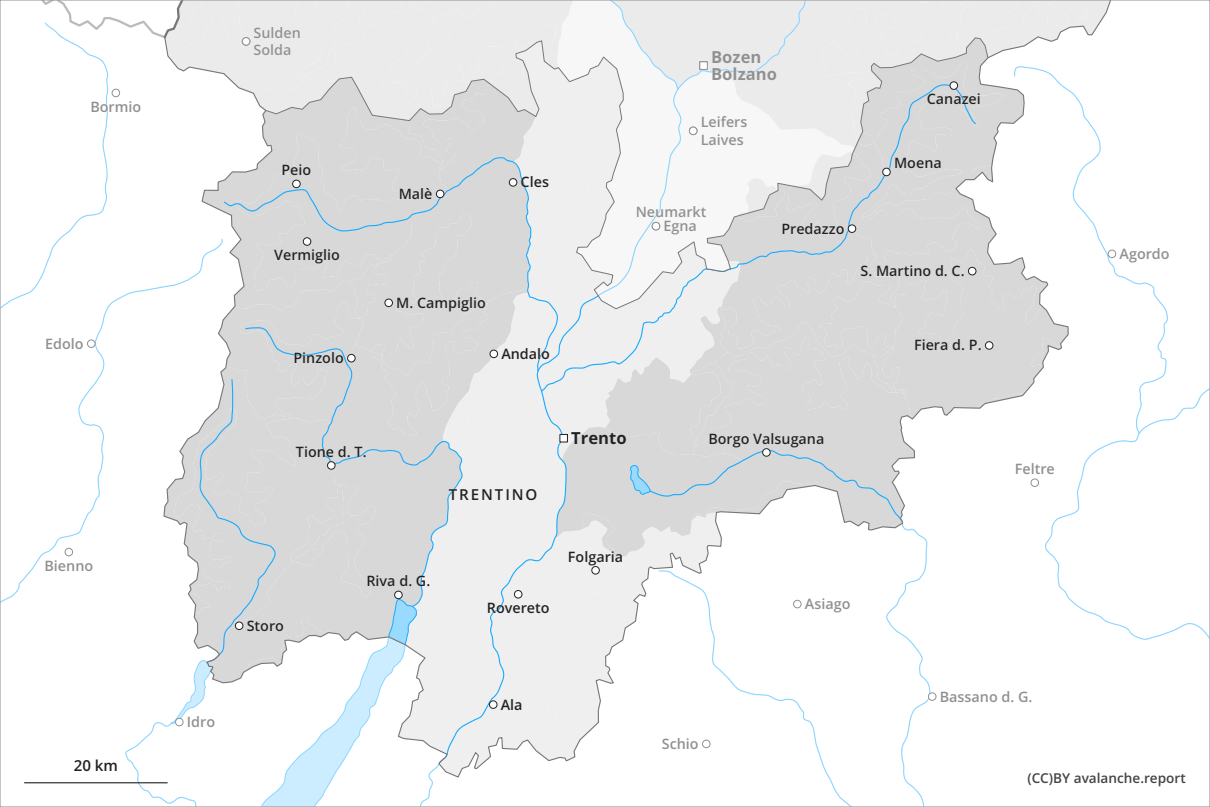 Sulden
Solda
Bozen
Bolzano
Bormio
Canazei
Leifers
Laives
Moena
Peio
Malè
Cles
Neumarkt
Egna
Predazzo
Vermiglio
Agordo
S. Martino d. C.
M. Campiglio
Edolo
Andalo
Pinzolo
Fiera d. P.
Trento
Borgo Valsugana
Tione d. T.
Feltre
TRENTINO
Bienno
Folgaria
Riva d. G.
Rovereto
Asiago
Storo
Bassano d. G.
Ala
Idro
Schio
20 km
(CC)BY avalanche.report